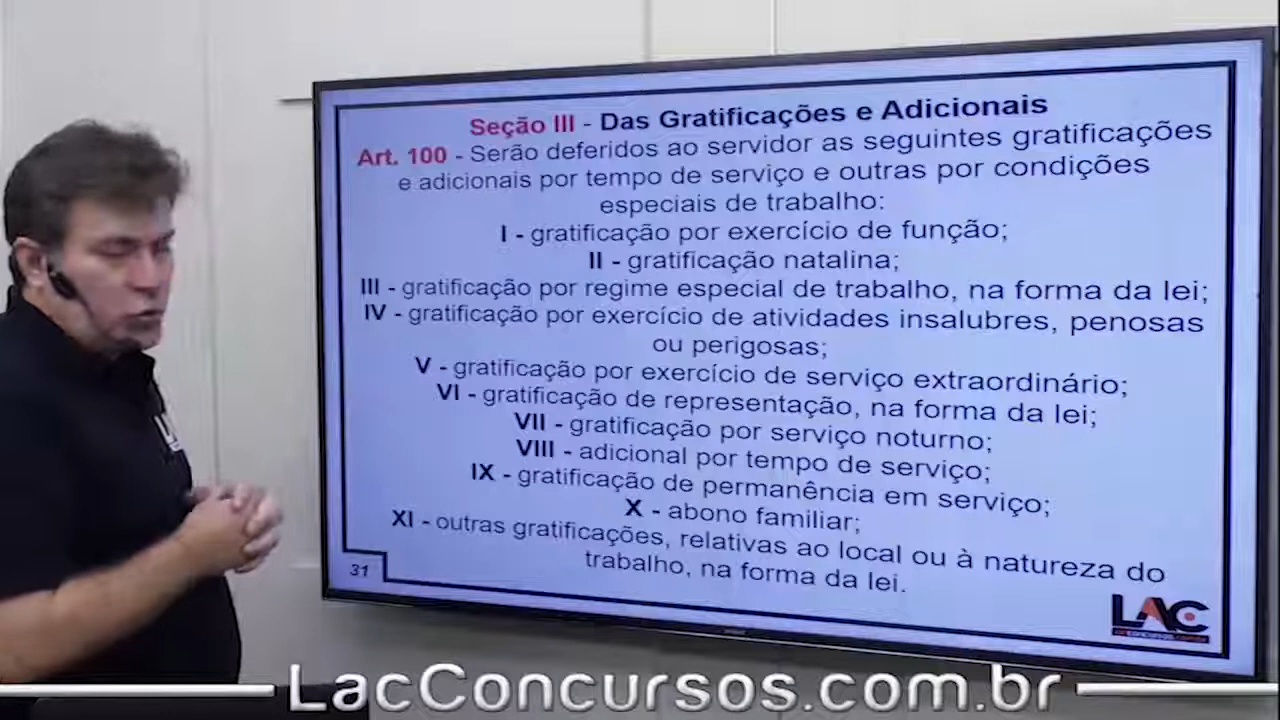 Seção III - Das Gratificações e Adicionais
Art. 100 - Serão deferidos ao servidor as seguintes gratificações
e adicionais por tempo de serviço e outras por condições
especiais de trabalho:
I - gratificação por exercício de função;
II - gratificação natalina;
III - gratificação por regime especial de trabalho, na forma da lei;
IV - gratificação por exercício de atividades insalubres, penosas
ou perigosas;
V - gratificação por exercício de serviço extraordinário;
VI - gratificação de representação, na forma da lei;
VII - gratificação por serviço noturno;
VIII - adicional por tempo de serviço;
IX - gratificação de permanência em serviço;
X - abono familiar;
XI - outras gratificações, relativas ao local ou à natureza do
trabalho, na forma da lei.
31
LAC
LacConcursos.com.br